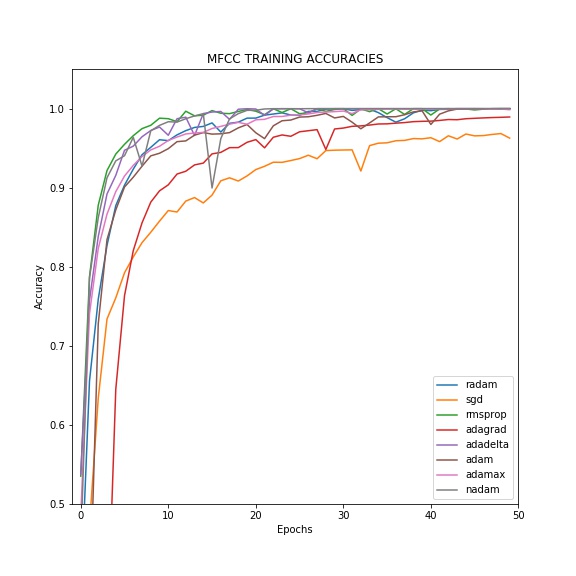 MFCC TRAINING ACCURACIES
1.0
0.9
0.8
0.7
0.6
0.5
Accuracy
0
10
20
30
40
50
Epochs
radam
sgd
rmsprop
adagrad
adadelta
adam
adamax
nadam